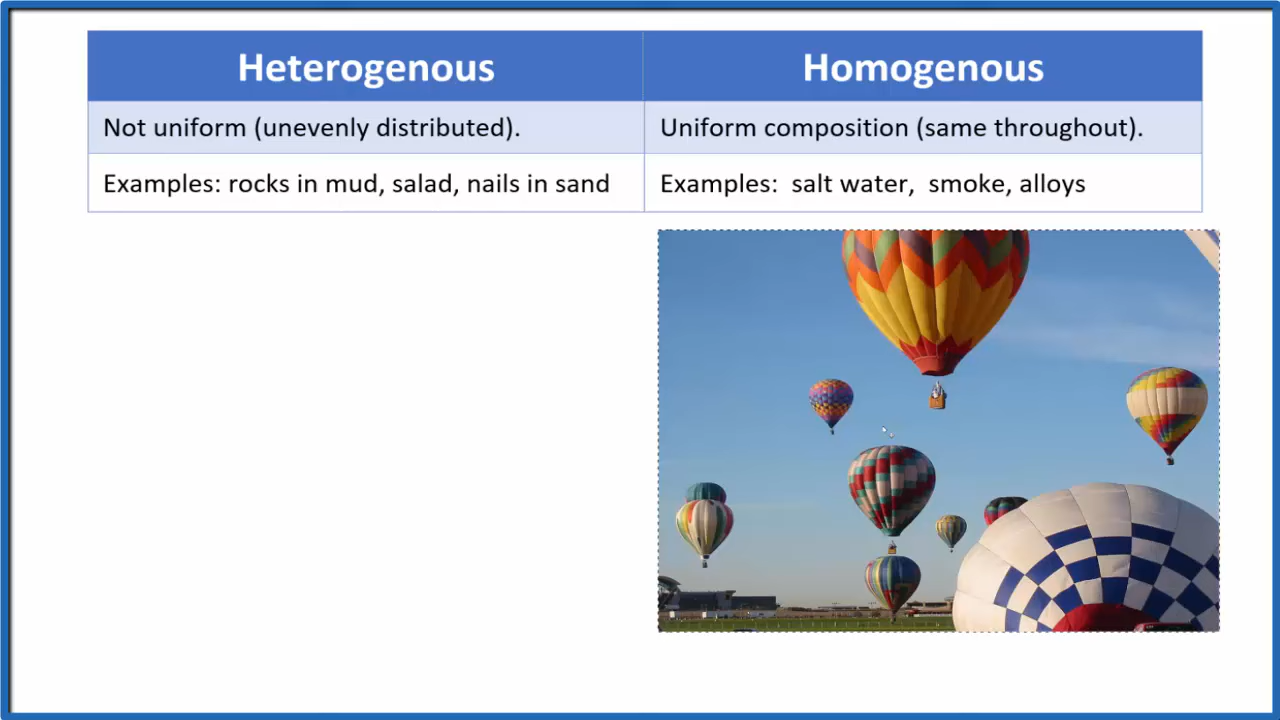 Heterogenous
Homogenous
Not uniform (unevenly distributed).
Uniform composition (same throughout).
Examples: rocks in mud, salad, nails in sand
Examples: salt water, smoke, alloys